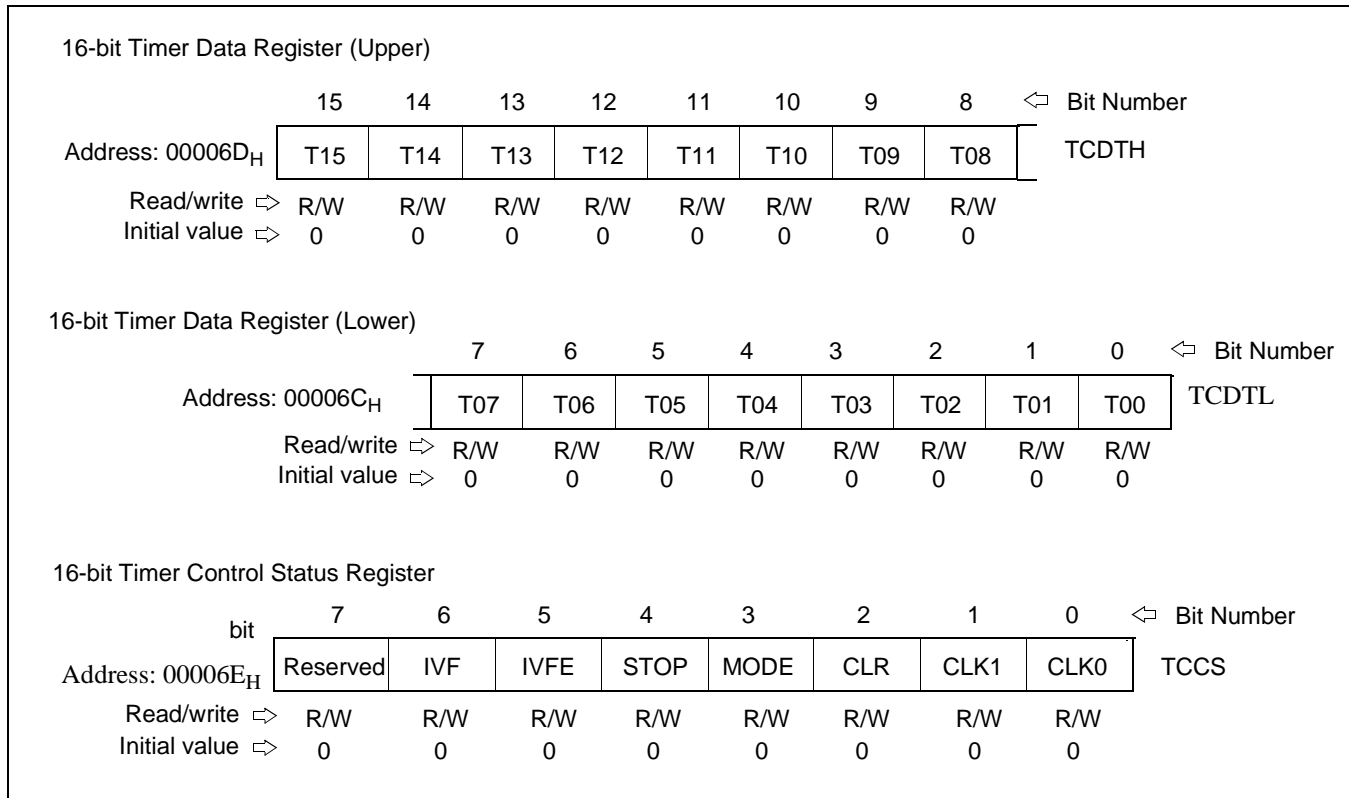 16-bit Timer Data Register (Upper)
15 14 13 12 11 10 9 8 ⇦ Bit Number
Address: 00006DH T15 T14 T13 T12 T11 T10 T09 T08 TCDTH
Read/write ⇨ R/W R/W R/W R/W R/W R/W R/W R/W
Initial value ⇨ 0 0 0 0 0 0 0 0
16-bit Timer Data Register (Lower)
7 6 5 4 3 2 1 0 ⇦ Bit Number
Address: 00006CH T07 T06 T05 T04 T03 T02 T01 T00 TCDTL
Read/write ⇨ R/W R/W R/W R/W R/W R/W R/W R/W
Initial value ⇨ 0 0 0 0 0 0 0 0
16-bit Timer Control Status Register
bit 7 6 5 4 3 2 1 0 ⇦ Bit Number
Address: 00006EH Reserved IVF IVFE STOP MODE CLR CLK1 CLK0 TCCS
Read/write ⇨ R/W R/W R/W R/W R/W R/W R/W R/W
Initial value ⇨ 0 0 0 0 0 0 0 0